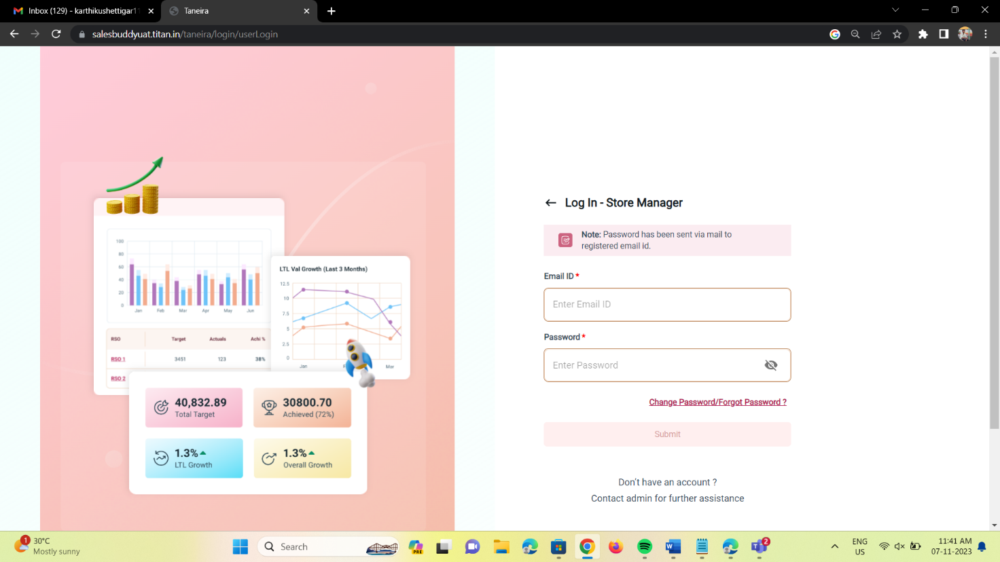 Inbox (129) - karthikushettigar1
Taneira
salesbuddyuat.titan.in/taneira/login/userLogin
100
80
60
40
20
0
Jan Feb Mar Apr May Jun
RSO Target Actuals Achi %
RSO 1 3451 123 38%
RSO 2
LTL Val Growth (Last 3 Months)
12.5
10
7.5
5
2.5
0
Jan F Mar
40,832.89
Total Target
30800.70
Achieved (72%)
1.3%
LTL Growth
1.3%
Overall Growth
Log In - Store Manager
Note: Password has been sent via mail to
registered email id.
Email ID *
Enter Email ID
Password *
Enter Password
Change Password/Forgot Password ?
Submit
Don't have an account ?
Contact admin for further assistance
1
30°C
Mostly sunny
Search
PRE
2
ENG
US
11:41 AM
07-11-2023